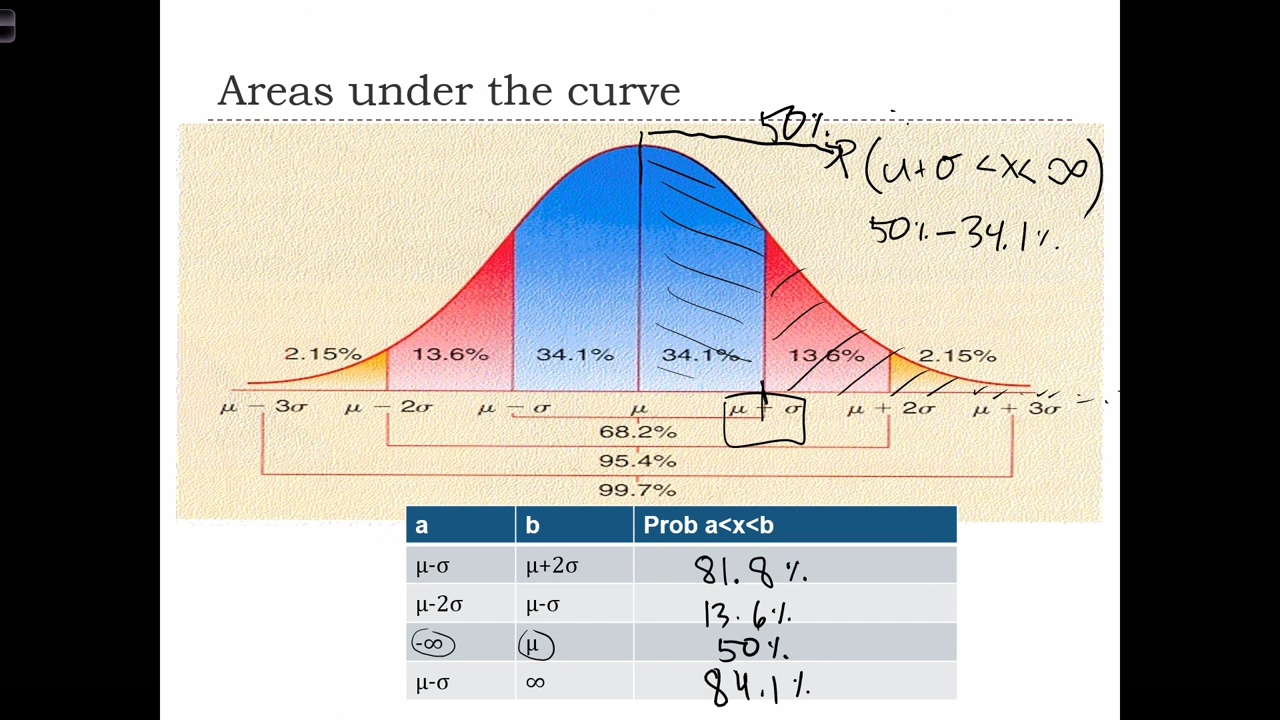 Areas under the curve
50%
P(μ+σ <x< ∞)
50% - 34.1%
2.15% 13.6% 34.1% 34.1% 13.6% 2.15%
μ − 3σ μ − 2σ μ − σ μ μ + σ μ + 2σ μ + 3σ
68.2%
95.4%
99.7%
a b Prob a<x<b
μ-σ μ+2σ 81.8%
μ-2σ μ-σ 13.6%
-∞ μ 50%
μ-σ ∞ 84.1%